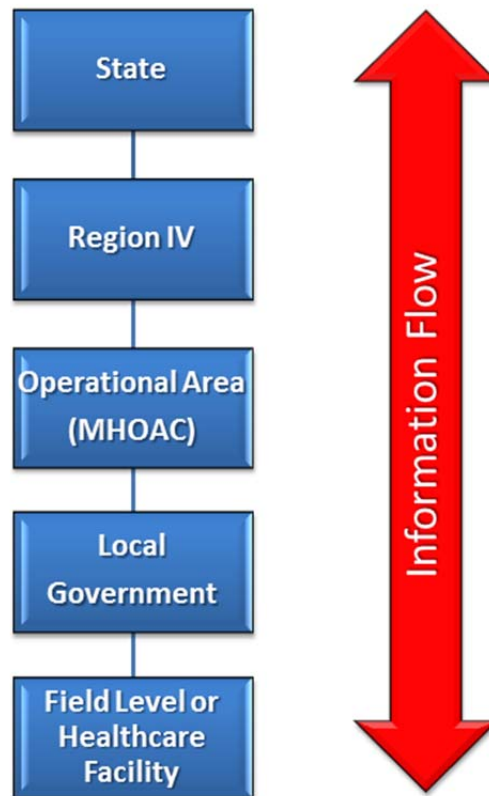 State
Region IV
Operational Area
(MHOAC)
Local
Government
Field Level or
Healthcare
Facility
Information Flow